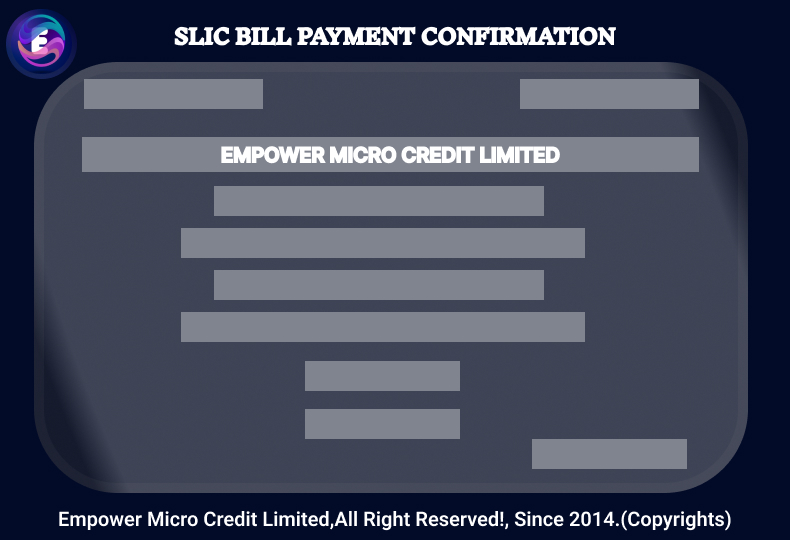 SLIC BILL PAYMENT CONFIRMATION
EMPOWER MICRO CREDIT LIMITED
Empower Micro Credit Limited,All Right Reserved!, Since 2014.(Copyrights)